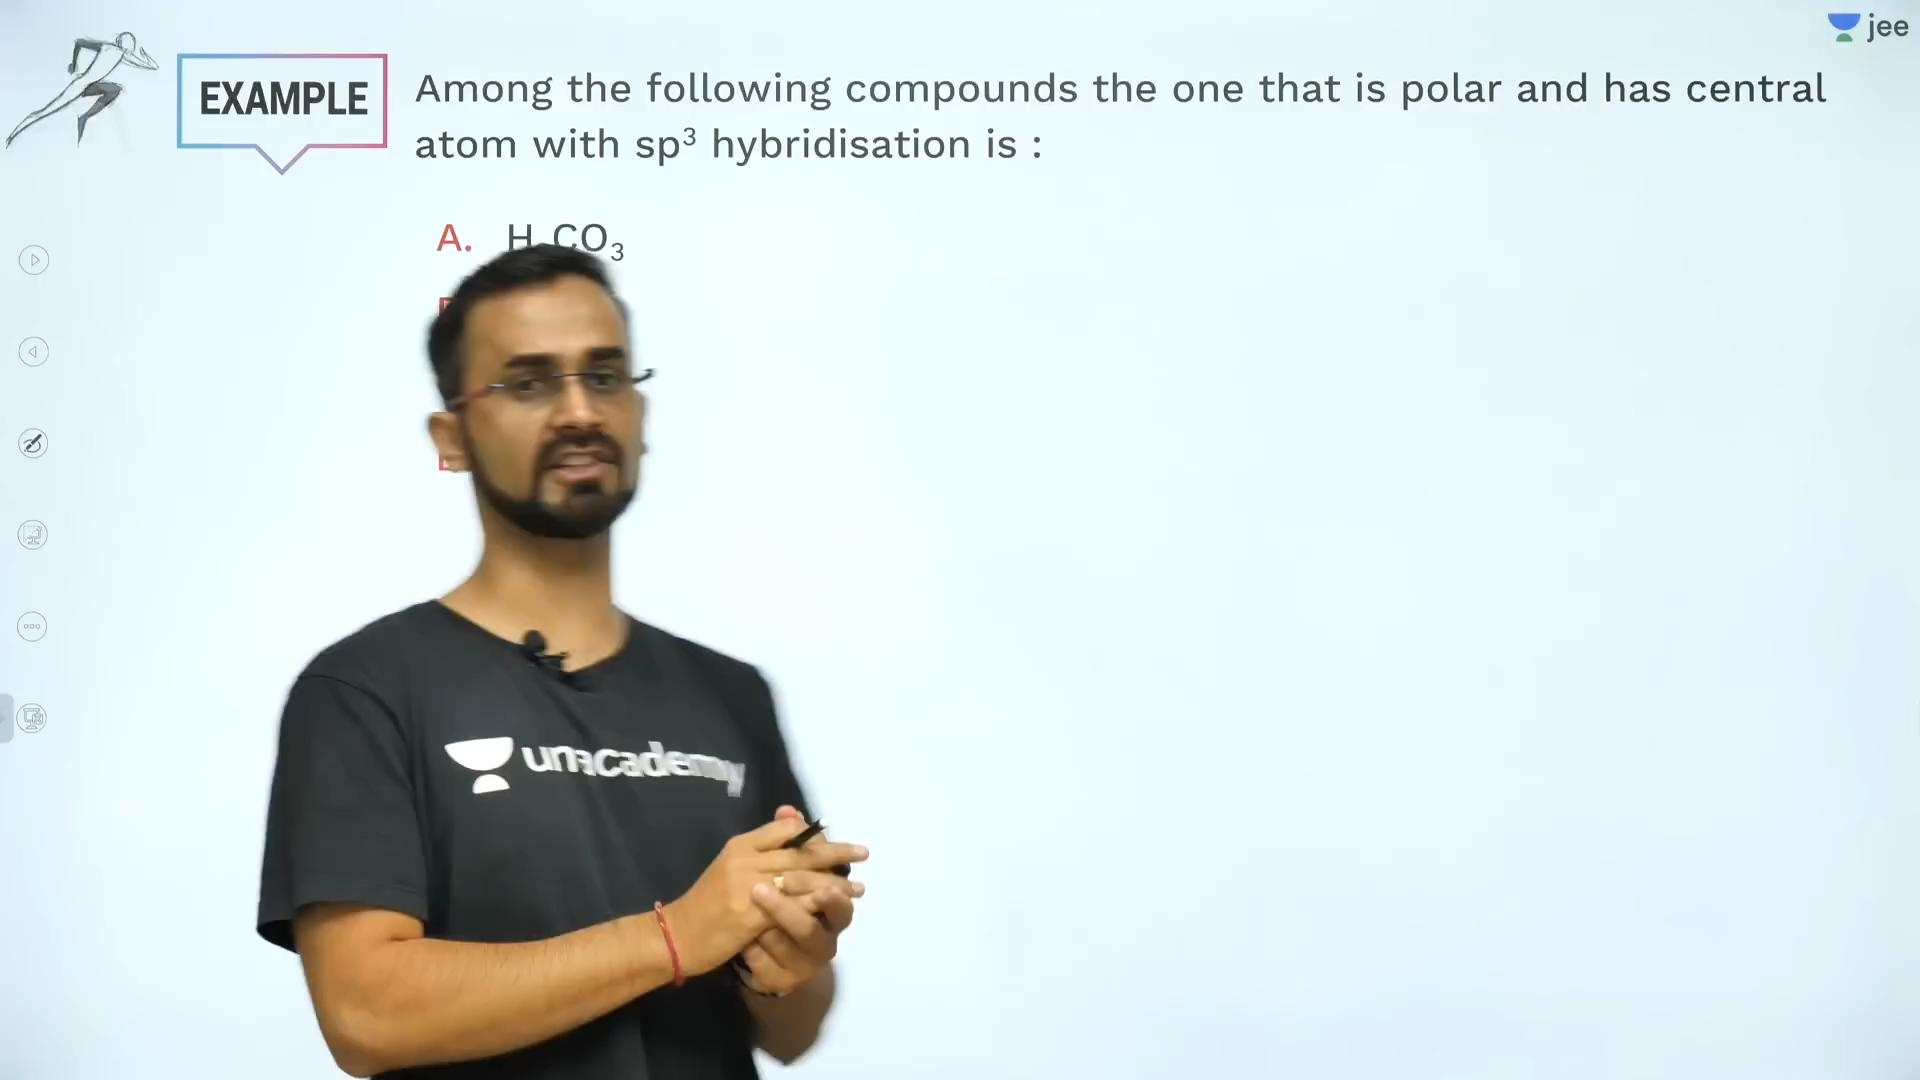 jee
EXAMPLE
Among the following compounds the one that is polar and has central
atom with sp³ hybridisation is :
A. H CO₃
unacademy